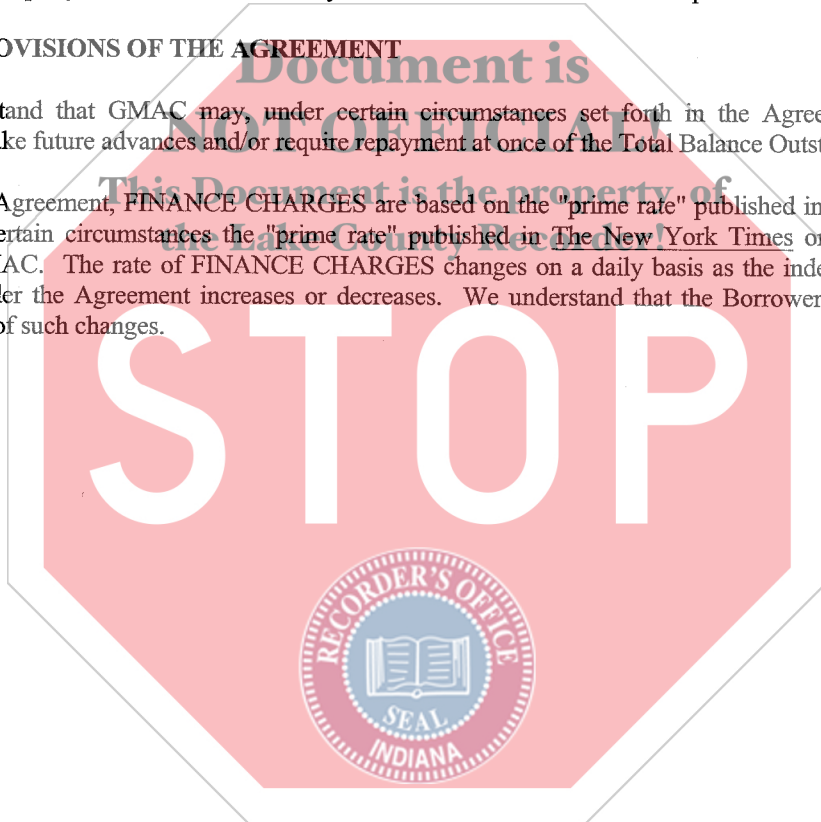 OVISIONS OF THE AGREEMENT
Document is
tand that GMAC may, under certain circumstances set forth in the Agree
NOT OFFICIAL!
ke future advances and/or require repayment at once of the Total Balance Outst
This Document is the property of
Agreement, FINANCE CHARGES are based on the "prime rate" published in
the Lake County Recorder!
ertain circumstances the "prime rate" published in The New York Times or
AC. The rate of FINANCE CHARGES changes on a daily basis as the inde
er the Agreement increases or decreases. We understand that the Borrower
of such changes.
STOP
RECORDER'S OFFICE
SEAL
INDIANA